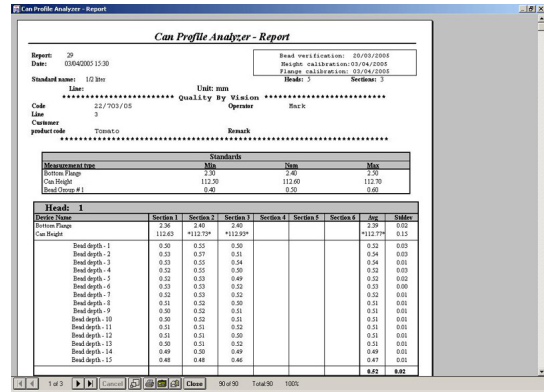 Can Profile Analyzer - Report
Can Profile Analyzer - Report
Report: 29
Date: 03/04/2005 15:30
Bead verification: 20/03/2005
Height calibration: 03/04/2005
Flange calibration: 03/04/2005
Standard name: 1/2 liter Heads: 5 Sections: 3
Line: Unit: mm
************************ Quality By Vision ************************
Code 22/703/05 Operator Mark
Line 3
Customer
product code Tomato Remark
Standards
Measurement type Min Nom Max
Bottom Flange 2.30 2.40 2.50
Can Height 112.50 112.60 112.70
Bead Group #1 0.40 0.50 0.60
Head: 1
Device Name Section 1 Section 2 Section 3 Section 4 Section 5 Section 6 Avg Stddev
Bottom Flange 2.36 2.40 2.40 2.39 0.02
Can Height 112.63 *112.73* *112.93* *112.77* 0.15
Bead depth - 1 0.50 0.55 0.50 0.52 0.03
Bead depth - 2 0.53 0.57 0.51 0.54 0.03
Bead depth - 3 0.53 0.55 0.54 0.54 0.01
Bead depth - 4 0.52 0.55 0.50 0.52 0.03
Bead depth - 5 0.52 0.53 0.49 0.52 0.02
Bead depth - 6 0.53 0.53 0.52 0.53 0.00
Bead depth - 7 0.52 0.53 0.52 0.52 0.01
Bead depth - 8 0.51 0.52 0.50 0.51 0.01
Bead depth - 9 0.50 0.52 0.51 0.51 0.01
Bead depth - 10 0.50 0.52 0.51 0.51 0.01
Bead depth - 11 0.51 0.51 0.52 0.51 0.01
Bead depth - 12 0.51 0.50 0.51 0.51 0.01
Bead depth - 13 0.50 0.51 0.52 0.51 0.01
Bead depth - 14 0.49 0.50 0.49 0.49 0.01
Bead depth - 15 0.48 0.48 0.46 0.47 0.01
0.52 0.02
1 of 3 Cancel Close 90 of 90 Total:90 100%